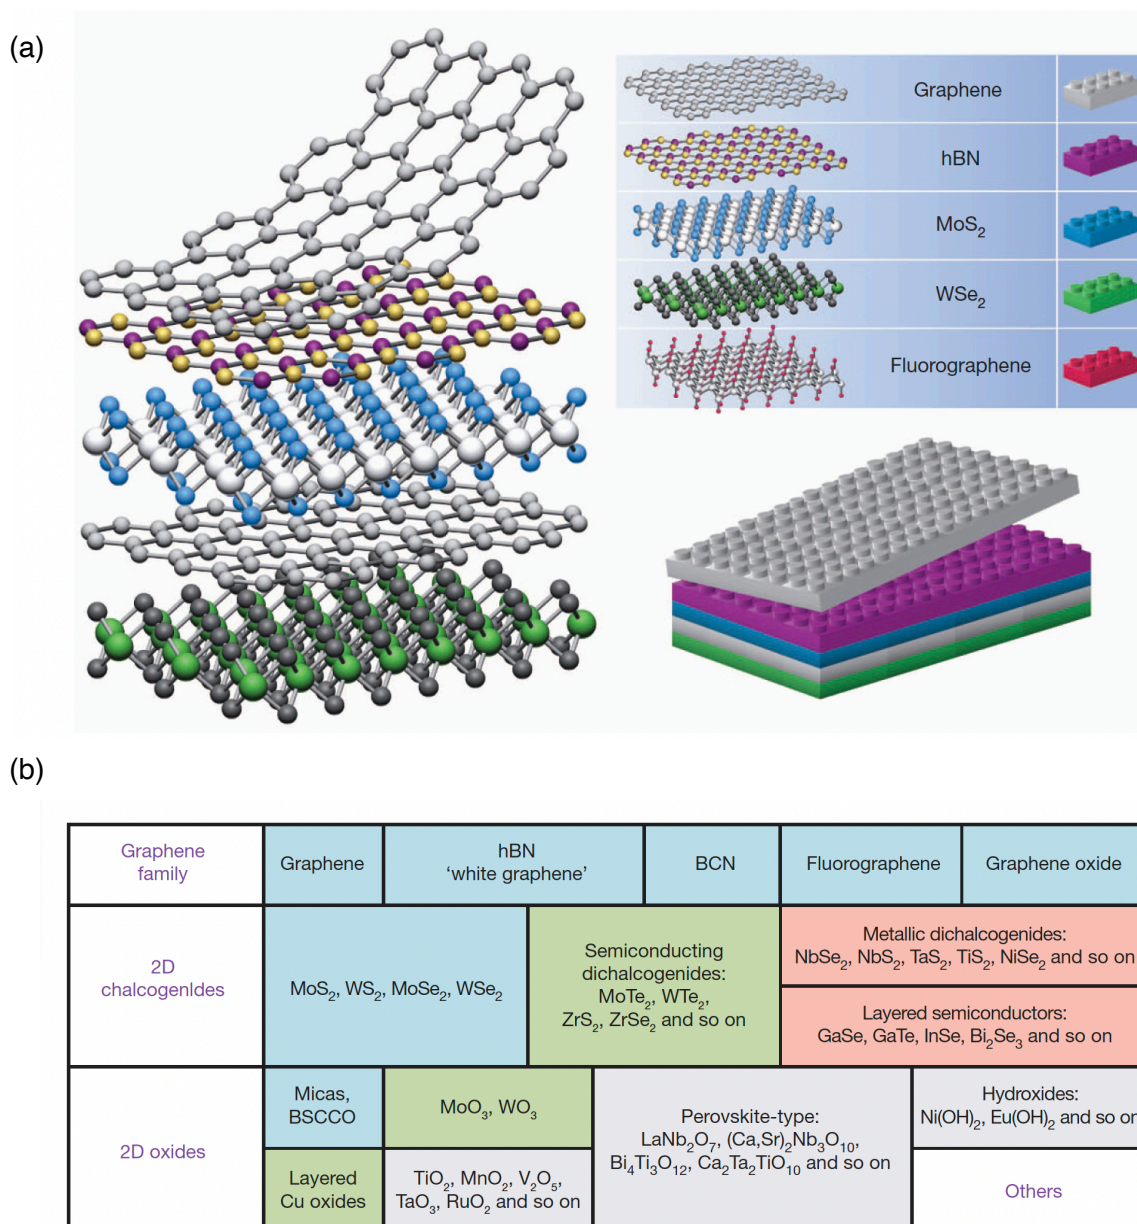 (a)
Graphene
hBN
MoS₂
WSe₂
Fluorographene
(b)
Graphene
family
Graphene
hBN
'white graphene'
BCN
Fluorographene
Graphene oxide
2D
chalcogenldes
MoS₂, WS₂, MoSe₂, WSe₂
Semiconducting
dichalcogenides:
MoTe₂, WTe₂,
ZrS₂, ZrSe₂ and so on
Metallic dichalcogenides:
NbSe₂, NbS₂, TaS₂, TiS₂, NiSe₂ and so on
Layered semiconductors:
GaSe, GaTe, InSe, Bi₂Se₃ and so on
2D oxides
Micas,
BSCCO
MoO₃, WO₃
Perovskite-type:
LaNb₂O₇, (Ca,Sr)₂Nb₃O₁₀,
Bi₄Ti₃O₁₂, Ca₂Ta₂TiO₁₀ and so on
Hydroxides:
Ni(OH)₂, Eu(OH)₂ and so on
Layered
Cu oxides
TiO₂, MnO₂, V₂O₅,
TaO₃, RuO₂ and so on
Others